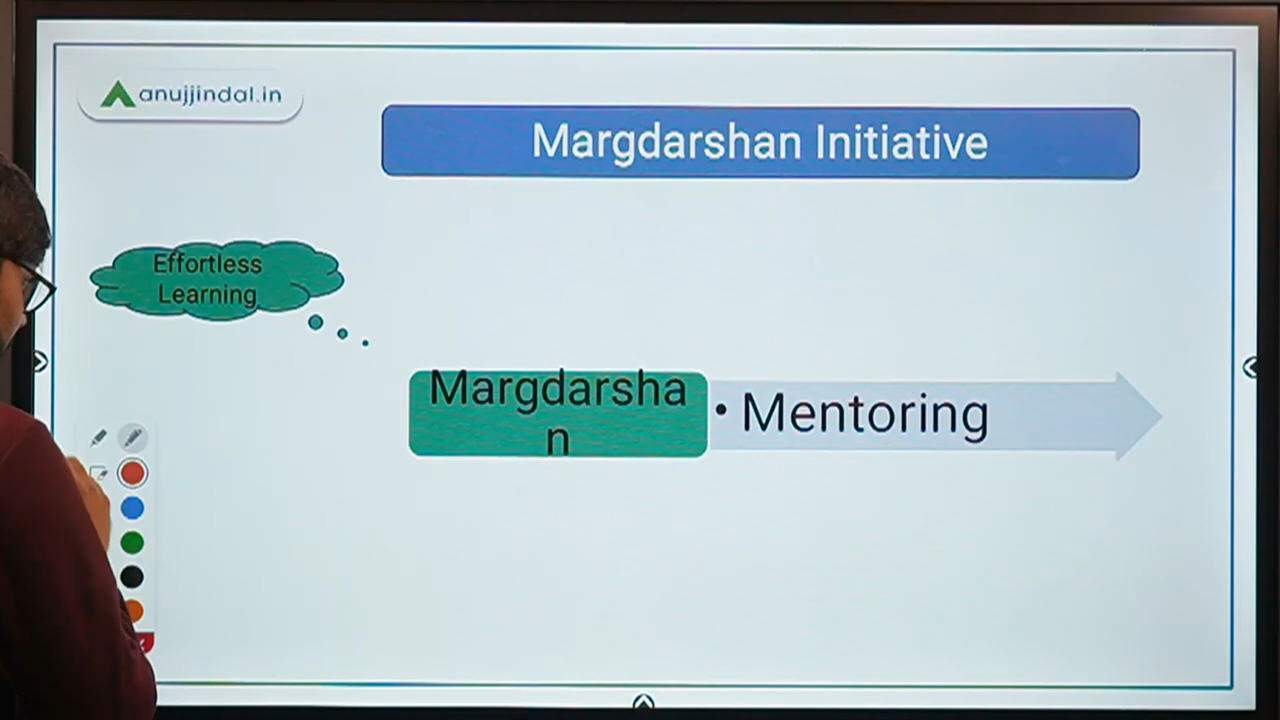 anujjindal.in
Margdarshan Initiative
Effortless
Learning
Margdarsha
n
• Mentoring